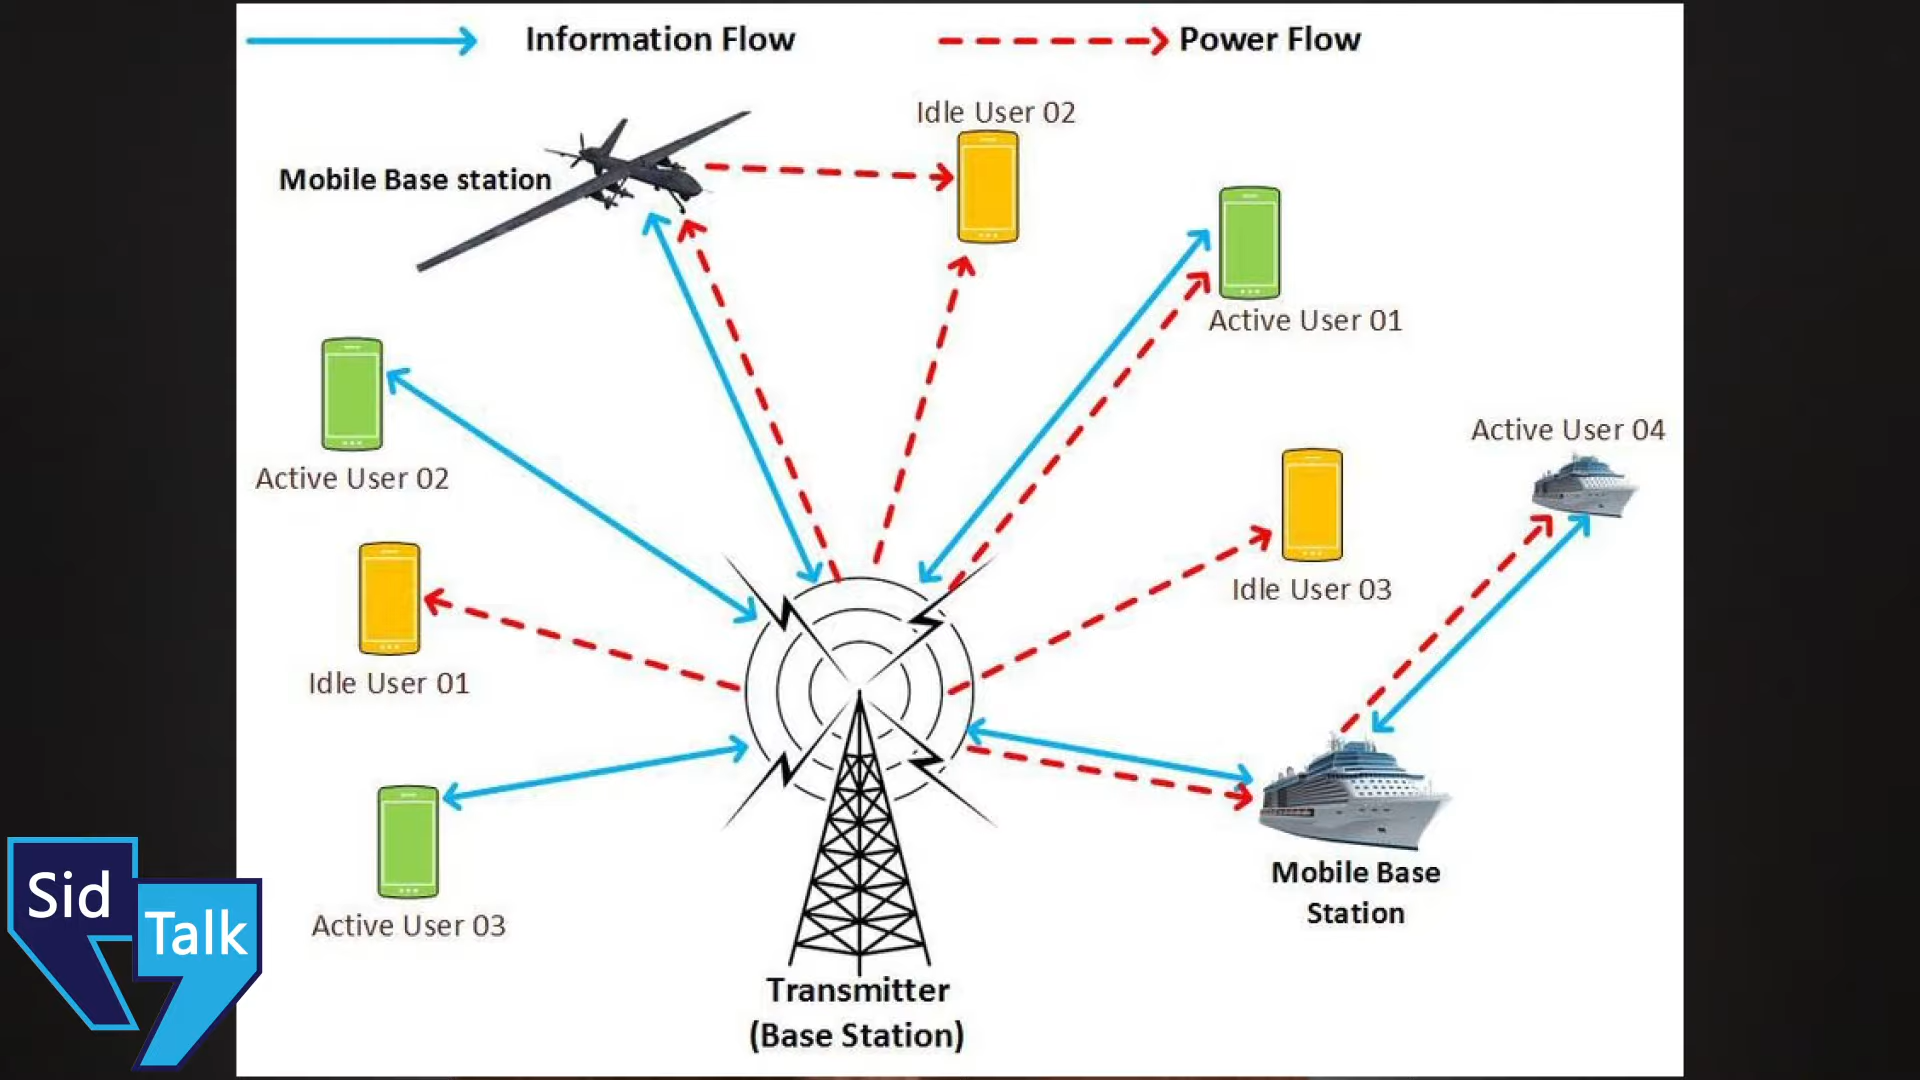 Information Flow
Power Flow
Idle User 02
Mobile Base station
Active User 01
Active User 04
Active User 02
Idle User 03
Idle User 01
Mobile Base
Station
Sid
Talk
Active User 03
Transmitter
(Base Station)